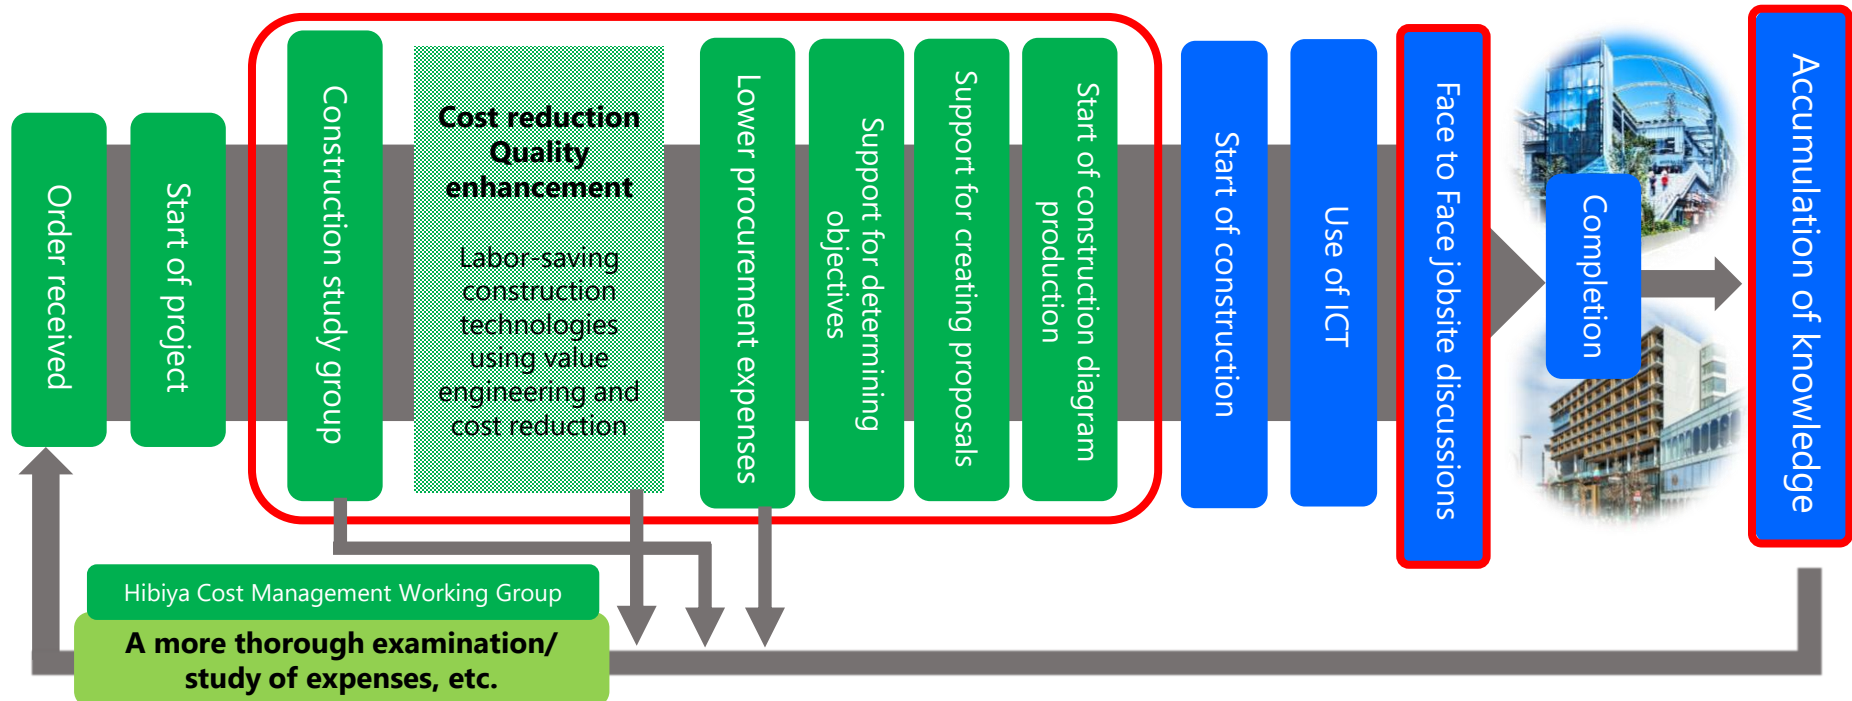 Order received
Start of project
Construction study group
Cost reduction
Quality
enhancement
Labor-saving
construction
technologies
using value
engineering and
cost reduction
Lower procurement expenses
Support for determining
objectives
Support for creating proposals
Start of construction diagram
production
Start of construction
Use of ICT
Face to Face jobsite discussions
Completion
Accumulation of knowledge
Hibiya Cost Management Working Group
A more thorough examination/
study of expenses, etc.